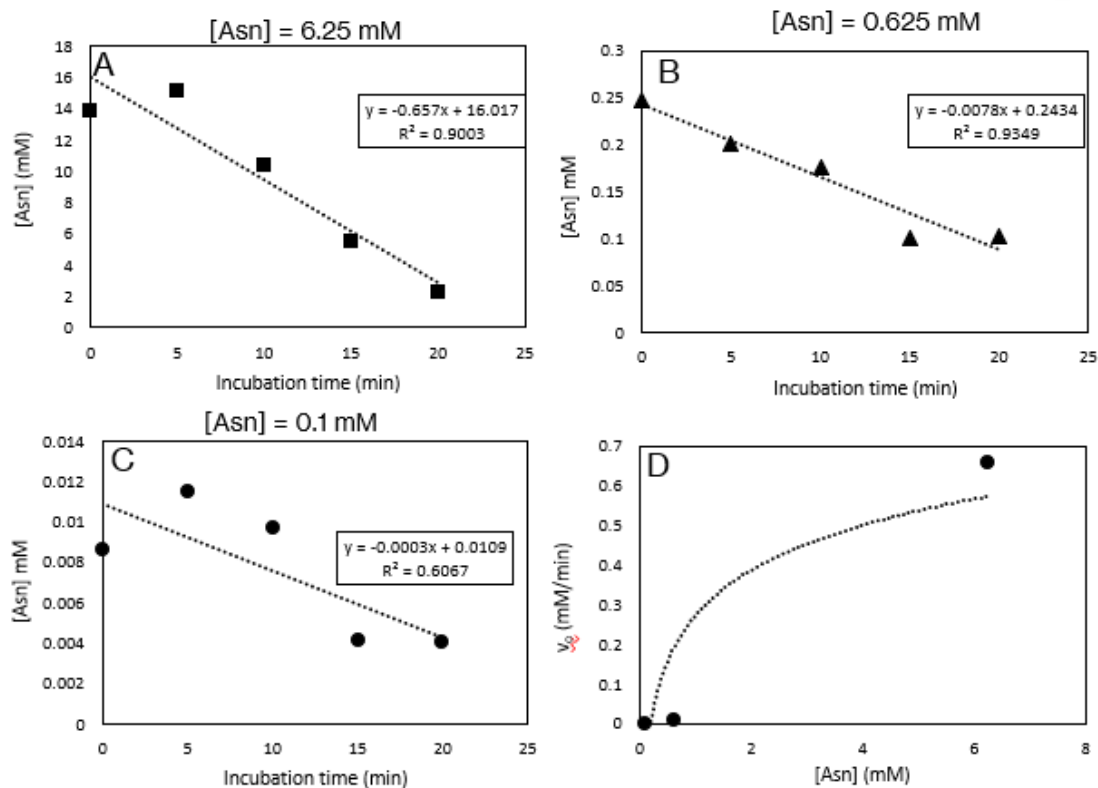 [Asn] = 6.25 mM
A
18
16
14
12
10
8
6
4
2
0
[Asn] (mM)
y = -0.657x + 16.017
R² = 0.9003
0 5 10 15 20 25
Incubation time (min)
[Asn] = 0.625 mM
B
0.3
0.25
0.2
0.15
0.1
0.05
0
[Asn] mM
y = -0.0078x + 0.2434
R² = 0.9349
0 5 10 15 20 25
Incubation time (min)
[Asn] = 0.1 mM
C
0.014
0.012
0.01
0.008
0.006
0.004
0.002
0
[Asn] mM
y = -0.0003x + 0.0109
R² = 0.6067
0 5 10 15 20 25
Incubation time (min)
D
0.7
0.6
0.5
0.4
0.3
0.2
0.1
0
v₀ (mM/min)
0 2 4 6 8
[Asn] (mM)